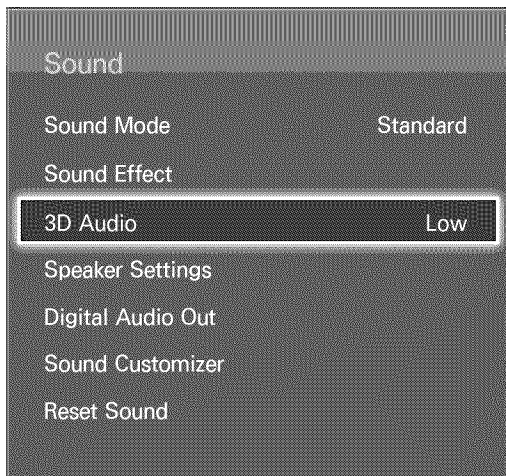 Sound
Sound Mode Standard
Sound Effect
3D Audio Low
Speaker Settings
Digital Audio Out
Sound Customizer
Reset Sound